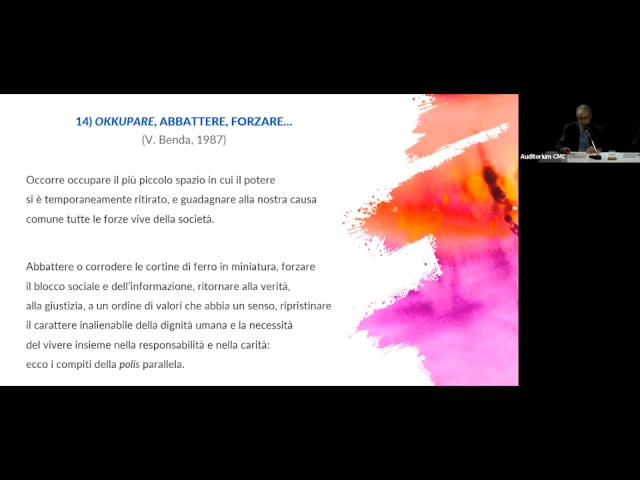 14) OKKUPARE, ABBATTERE, FORZARE...
(V. Benda, 1987)
Occorre occupare il più piccolo spazio in cui il potere
si è temporaneamente ritirato, e guadagnare alla nostra causa
comune tutte le forze vive della società.
Abbattere o corrodere le cortine di ferro in miniatura, forzare
il blocco sociale e dell'informazione, ritornare alla verità,
alla giustizia, a un ordine di valori che abbia un senso, ripristinare
il carattere inalienabile della dignità umana e la necessità
del vivere insieme nella responsabilità e nella carità:
ecco i compiti della polis parallela.
Auditorium CMC